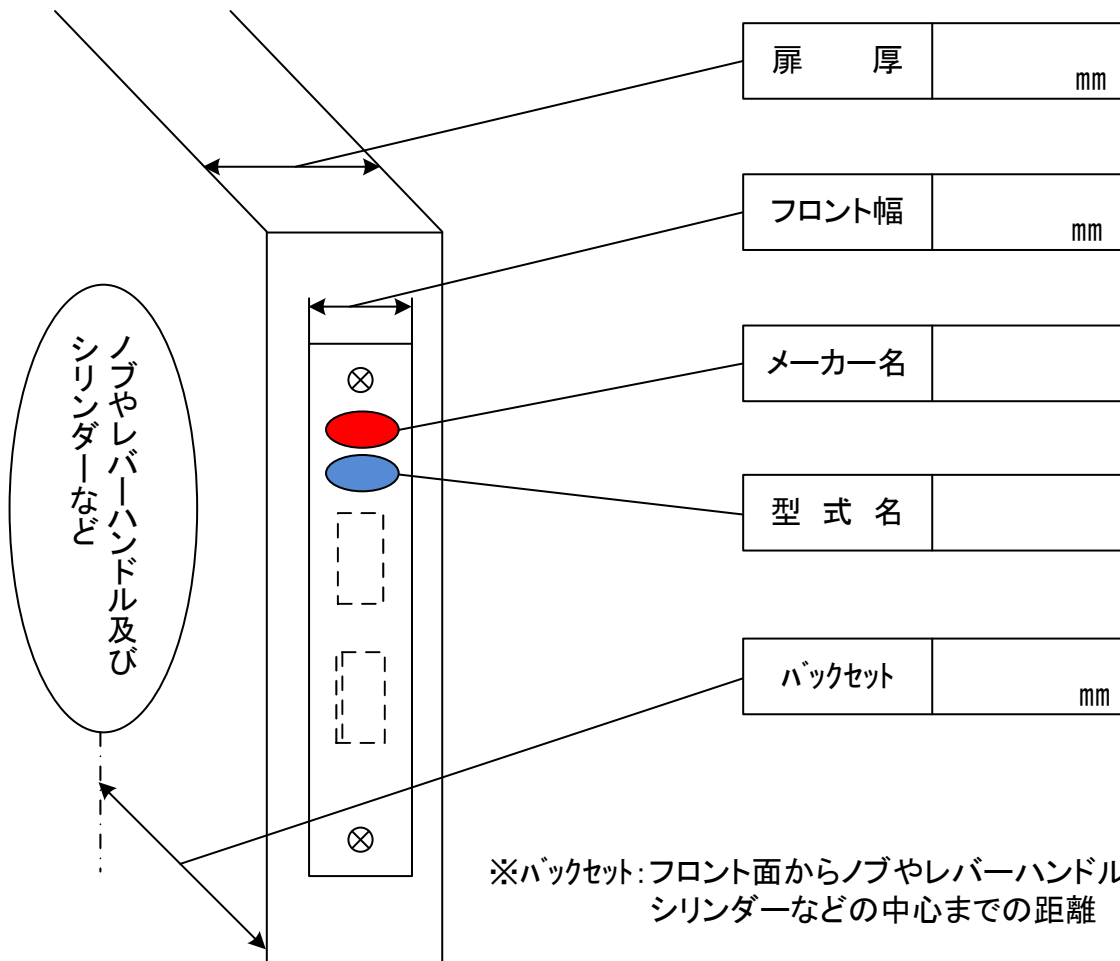 扉　厚
mm
フロント幅
mm
メーカー名
型 式 名
バックセット
mm
ノブやレバーハンドル及び
シリンダーなど
※バックセット：フロント面からノブやレバーハンドル
シリンダーなどの中心までの距離